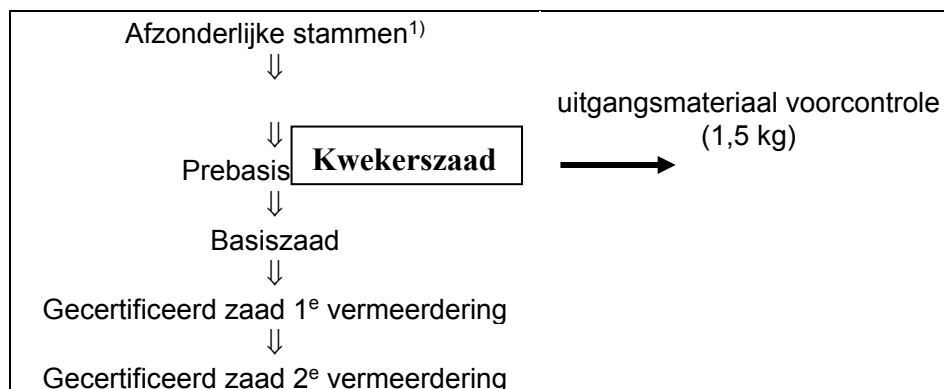 Afzonderlijke stammen1)
⇓
⇓
Kwekerszaad
Prebasis
⇓
Basiszaad
⇓
Gecertificeerd zaad 1e vermeerdering
⇓
Gecertificeerd zaad 2e vermeerdering
uitgangsmateriaal voorcontrole
(1,5 kg)